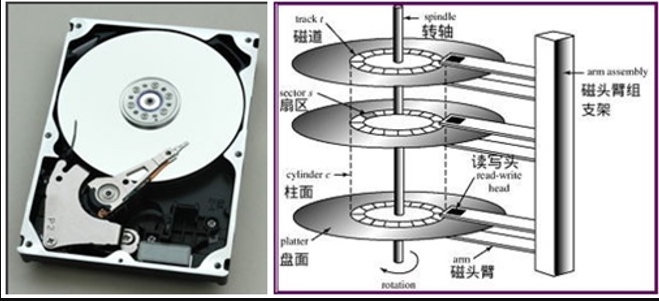 track t
磁道
spindle
转轴
sector s
扇区
arm assembly
磁头臂组
支架
读写头
read-write
head
cylinder c
柱面
platter
盘面
arm
磁头臂
rotation